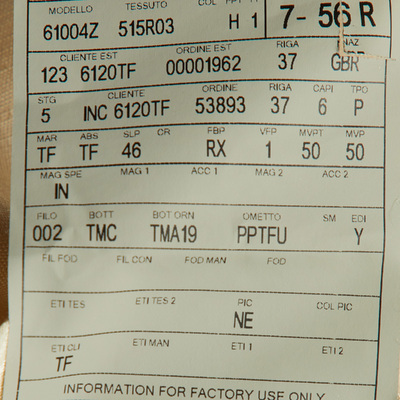 MODELLO TESSUTO COL
61004Z 515R03 H 1 7-56 R
CLIENTE EST ORDINE EST RIGA NAZ
123 6120TF 00001962 37 GBR
STG CLIENTE ORDINE RIGA CAPI TPO
5 INC 6120TF 53893 37 6 P
MAR ABS SLP CR FBP VFP MVPT MVP
TF TF 46 RX 1 50 50
MAG SPE MAG 1 ACC 1 MAG 2 ACC 2
IN
FILO BOTT BOT ORN OMETTO SM EDI
002 TMC TMA19 PPTFU Y
FIL FOD FIL CON FOD MAN FOD
ETI TES ETI TES 2 PIC COL PIC
NE
ETI CLI ETI MAN ETI 1 ETI 2
TF
INFORMATION FOR FACTORY USE ONLY